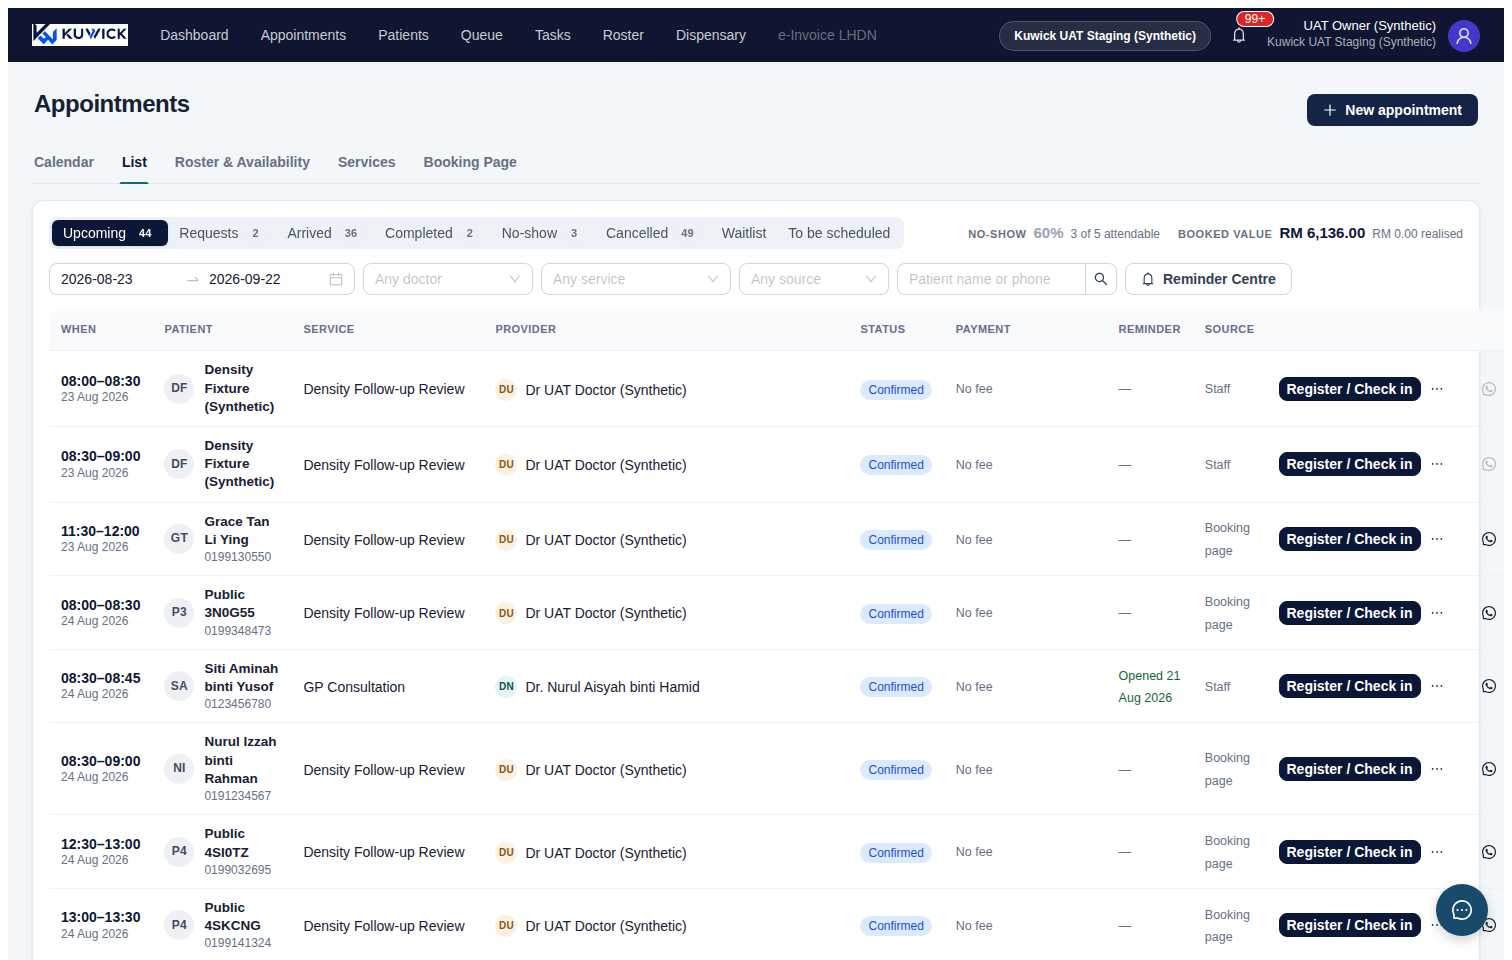 KUWICK
Dashboard Appointments Patients Queue Tasks Roster Dispensary e-Invoice LHDN
Kuwick UAT Staging (Synthetic)
99+
UAT Owner (Synthetic)
Kuwick UAT Staging (Synthetic)
Appointments
New appointment
Calendar List Roster & Availability Services Booking Page
Upcoming 44 Requests 2 Arrived 36 Completed 2 No-show 3 Cancelled 49 Waitlist To be scheduled
NO-SHOW 60% 3 of 5 attendable BOOKED VALUE RM 6,136.00 RM 0.00 realised
2026-08-23 2026-09-22 Any doctor Any service Any source Patient name or phone Reminder Centre
WHEN PATIENT SERVICE PROVIDER STATUS PAYMENT REMINDER SOURCE
08:00–08:30
23 Aug 2026
DF
Density
Fixture
(Synthetic)
Density Follow-up Review
DU Dr UAT Doctor (Synthetic)
Confirmed
No fee
—
Staff
Register / Check in
08:30–09:00
23 Aug 2026
DF
Density
Fixture
(Synthetic)
Density Follow-up Review
DU Dr UAT Doctor (Synthetic)
Confirmed
No fee
—
Staff
Register / Check in
11:30–12:00
23 Aug 2026
GT
Grace Tan
Li Ying
0199130550
Density Follow-up Review
DU Dr UAT Doctor (Synthetic)
Confirmed
No fee
—
Booking
page
Register / Check in
08:00–08:30
24 Aug 2026
P3
Public
3N0G55
0199348473
Density Follow-up Review
DU Dr UAT Doctor (Synthetic)
Confirmed
No fee
—
Booking
page
Register / Check in
08:30–08:45
24 Aug 2026
SA
Siti Aminah
binti Yusof
0123456780
GP Consultation
DN Dr. Nurul Aisyah binti Hamid
Confirmed
No fee
Opened 21
Aug 2026
Staff
Register / Check in
08:30–09:00
24 Aug 2026
NI
Nurul Izzah
binti
Rahman
0191234567
Density Follow-up Review
DU Dr UAT Doctor (Synthetic)
Confirmed
No fee
—
Booking
page
Register / Check in
12:30–13:00
24 Aug 2026
P4
Public
4SI0TZ
0199032695
Density Follow-up Review
DU Dr UAT Doctor (Synthetic)
Confirmed
No fee
—
Booking
page
Register / Check in
13:00–13:30
24 Aug 2026
P4
Public
4SKCNG
0199141324
Density Follow-up Review
DU Dr UAT Doctor (Synthetic)
Confirmed
No fee
—
Booking
page
Register / Check in